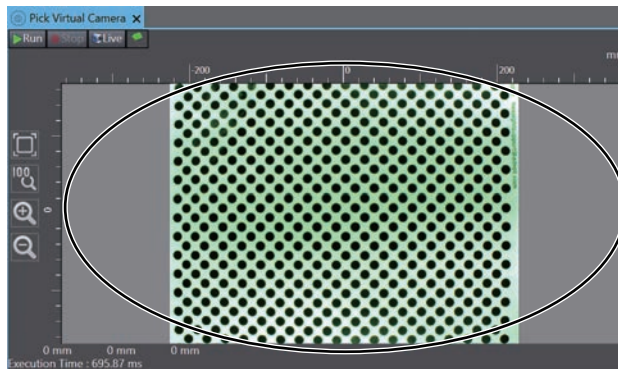 Pick Virtual Camera
Run Stop Live
-200 0 200
100
0
0 mm 0 mm 0 mm
Execution Time : 695.87 ms